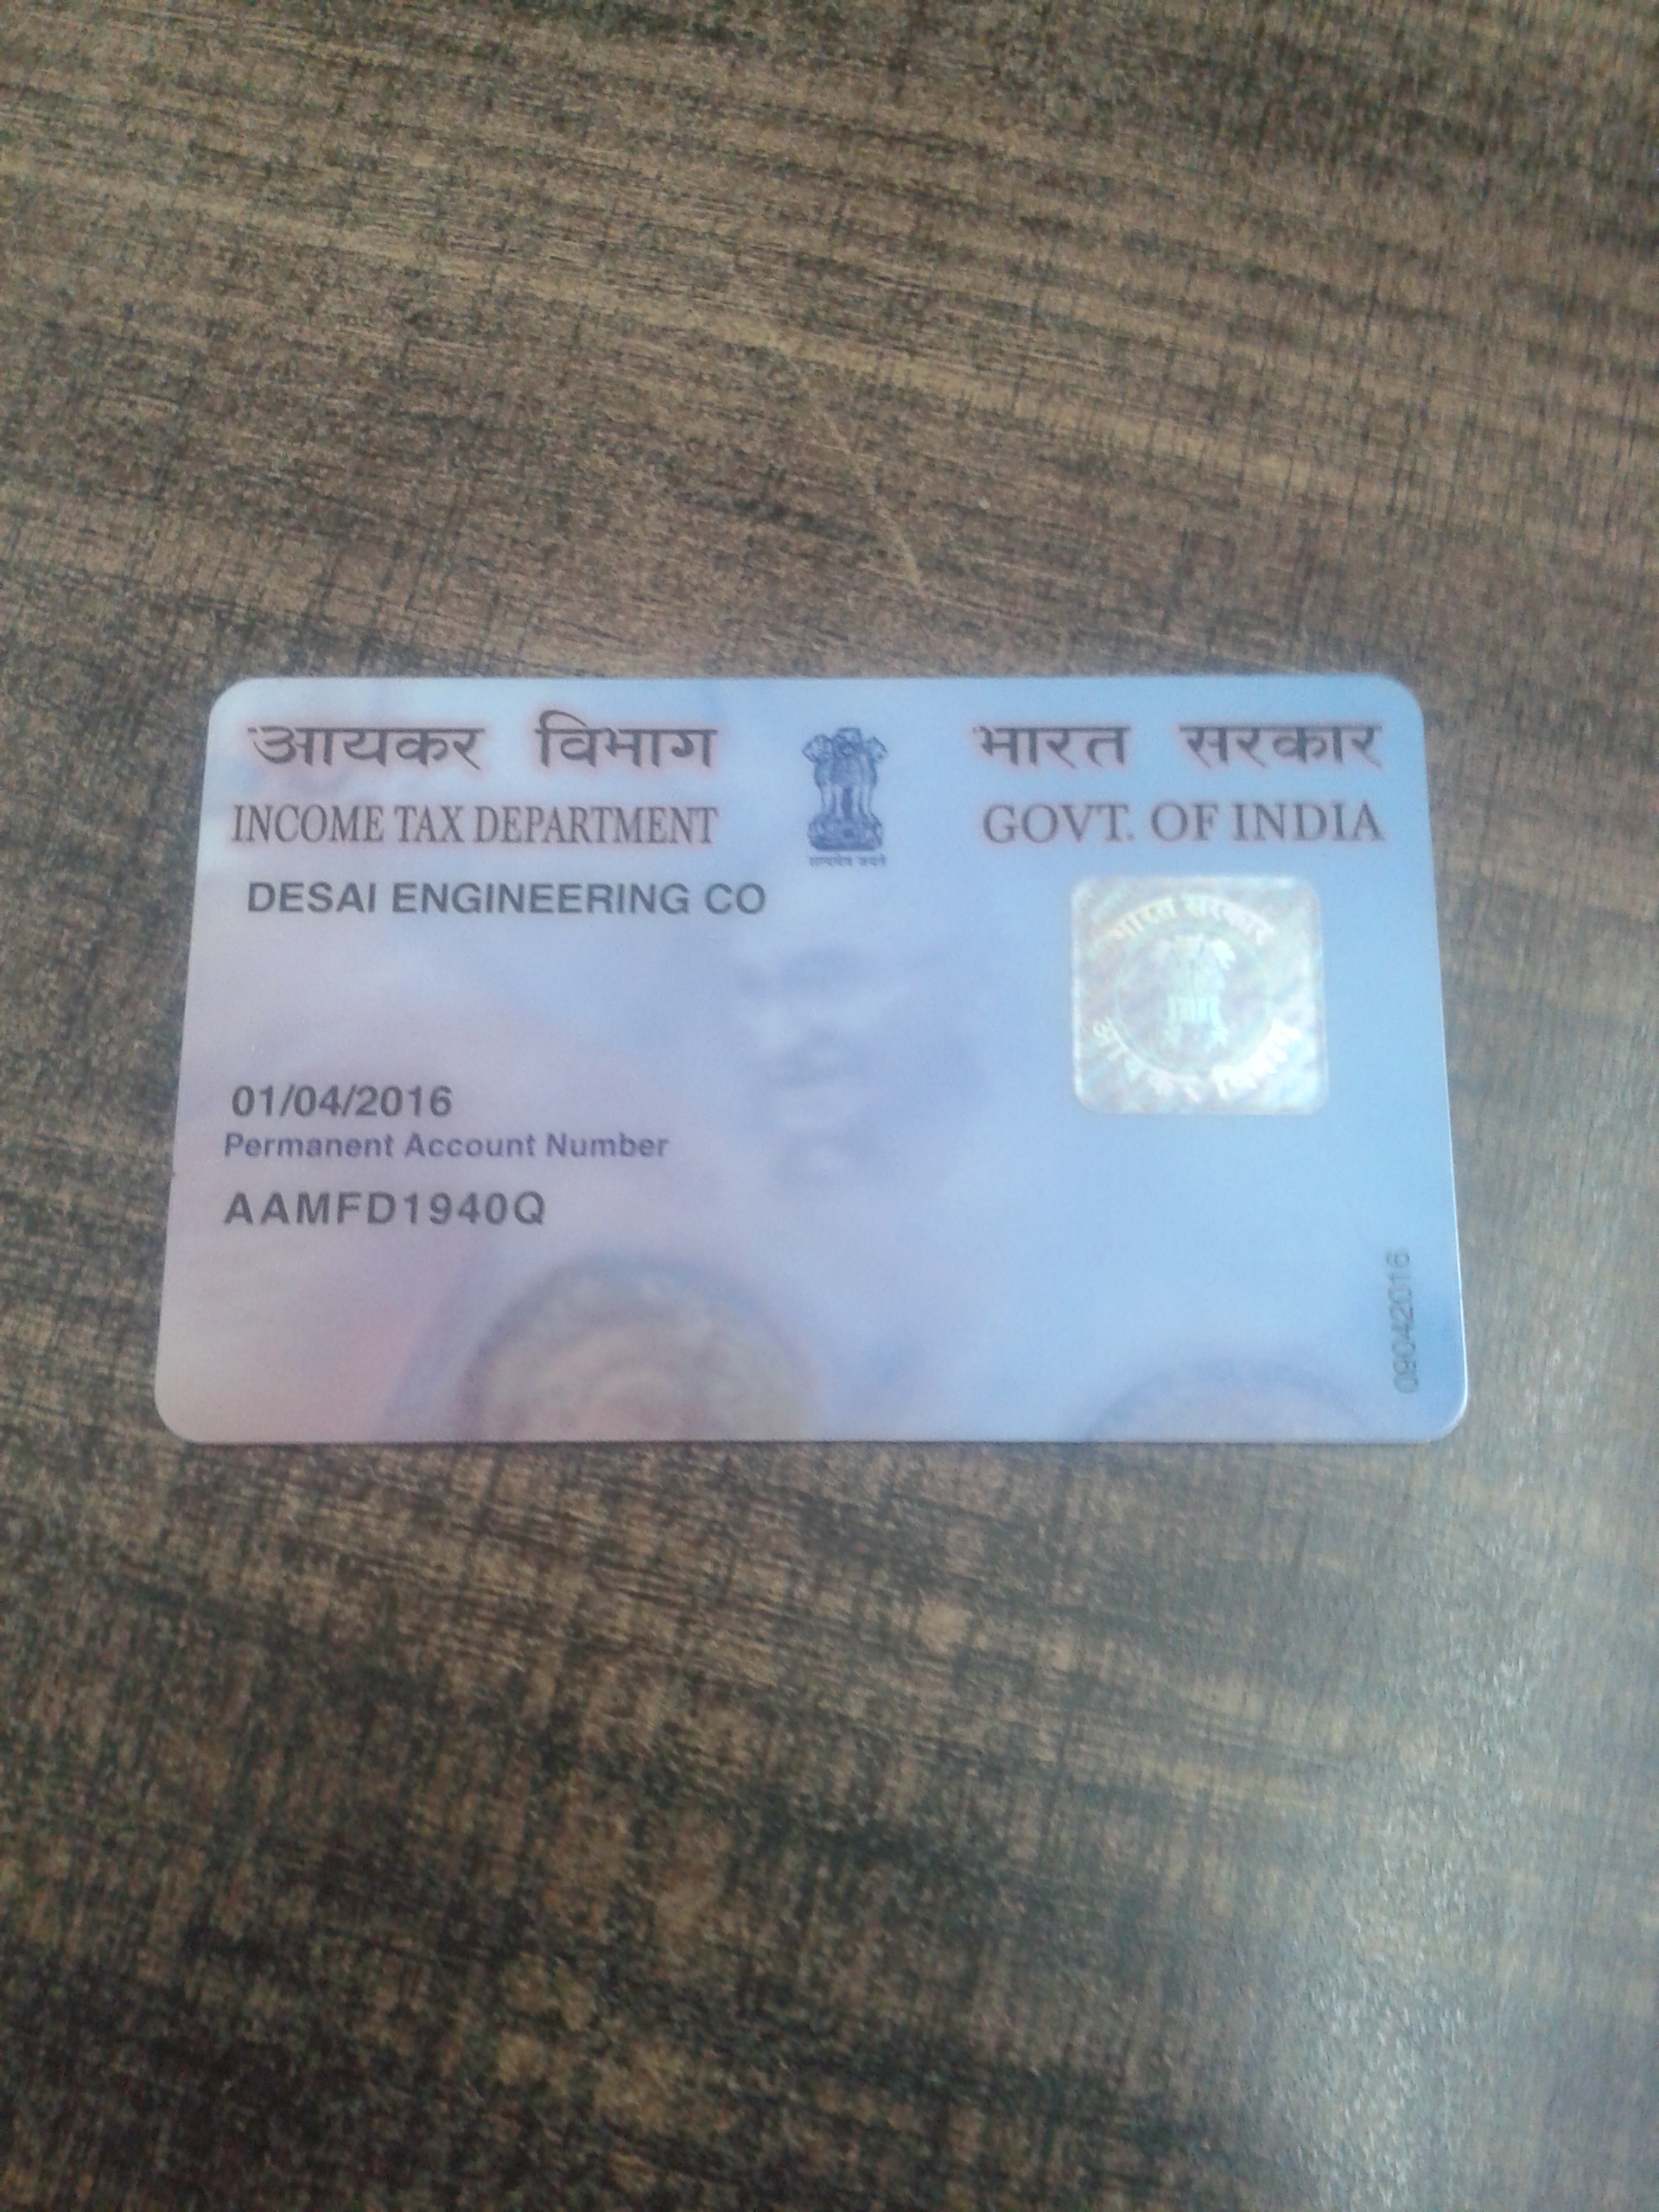 आयकर विभाग
INCOME TAX DEPARTMENT
भारत सरकार
GOVT. OF INDIA
सत्यमेव जयते
DESAI ENGINEERING CO
भारत सरकार
आयकर विभाग
01/04/2016
Permanent Account Number
AAMFD1940Q
09042016